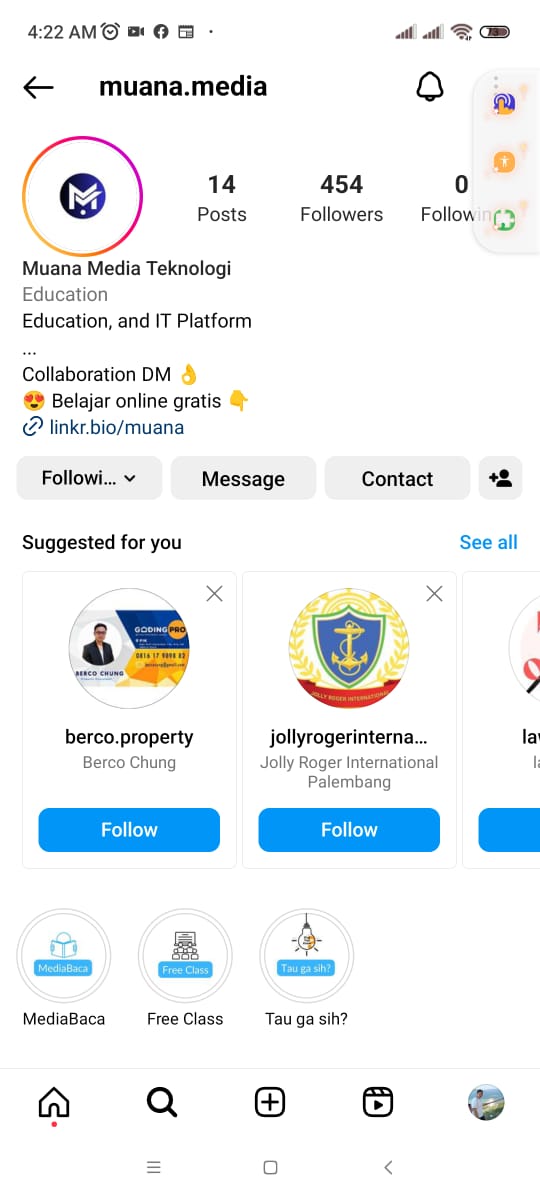 4:22 AM
73
muana.media
14
Posts
454
Followers
0
Followin
Muana Media Teknologi
Education
Education, and IT Platform
...
Collaboration DM 👌
😍 Belajar online gratis 👇
linkr.bio/muana
Followi...
Message
Contact
Suggested for you
See all
GODING PRO
0816 17 9898 82
BERCO CHUNG
berco.property
Berco Chung
Follow
JOLLY ROGER INTERNATIONAL
jollyrogerinterna...
Jolly Roger International
Palembang
Follow
la
MediaBaca
MediaBaca
Free Class
Free Class
Tau ga sih?
Tau ga sih?